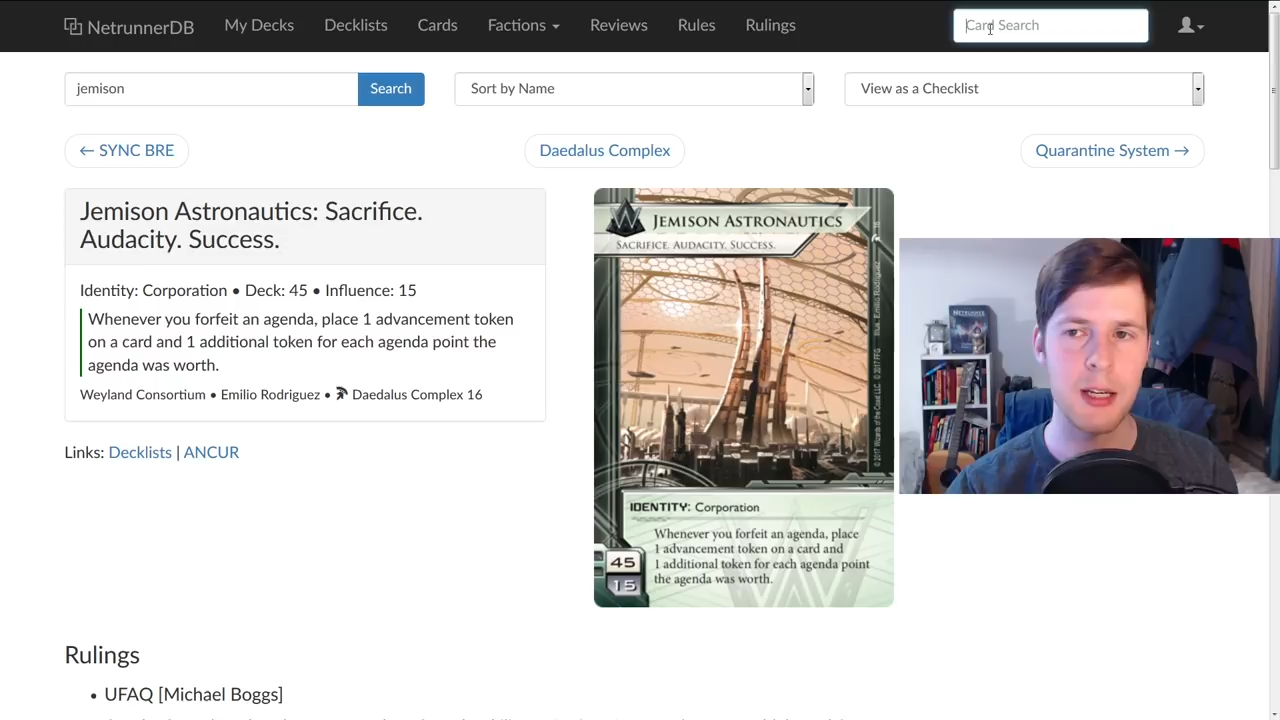 NetrunnerDB My Decks Decklists Cards Factions Reviews Rules Rulings Card Search
jemison Search Sort by Name View as a Checklist
← SYNC BRE Daedalus Complex Quarantine System →
Jemison Astronautics: Sacrifice.
Audacity. Success.
Identity: Corporation • Deck: 45 • Influence: 15
Whenever you forfeit an agenda, place 1 advancement token
on a card and 1 additional token for each agenda point the
agenda was worth.
Weyland Consortium • Emilio Rodriguez • Daedalus Complex 16
Links: Decklists | ANCUR
JEMISON ASTRONAUTICS
SACRIFICE. AUDACITY. SUCCESS.
IDENTITY: Corporation
Whenever you forfeit an agenda, place
1 advancement token on a card and
1 additional token for each agenda point
the agenda was worth.
45
15
NETRUNNER
Rulings
• UFAQ [Michael Boggs]